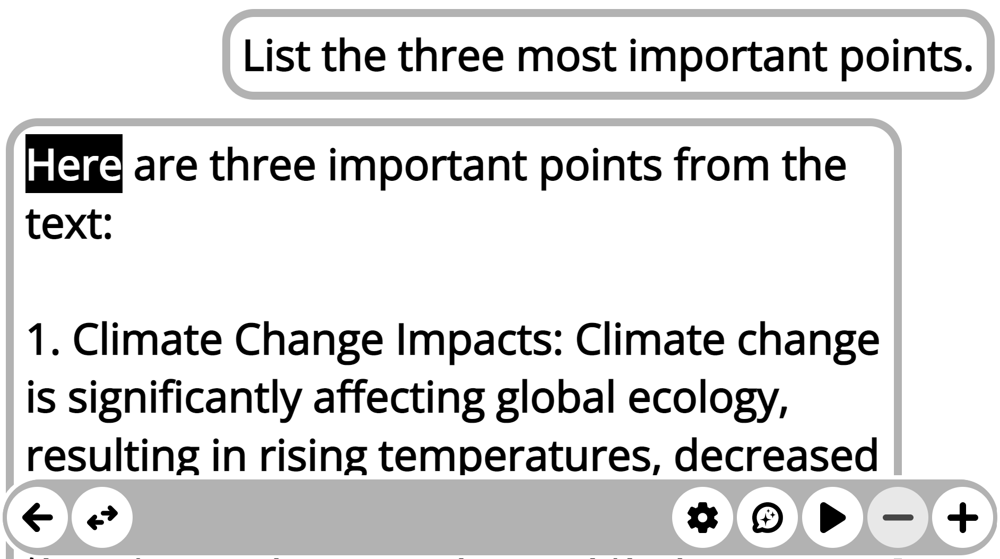 List the three most important points.
Here are three important points from the
text:
1. Climate Change Impacts: Climate change
is significantly affecting global ecology,
resulting in rising temperatures, decreased